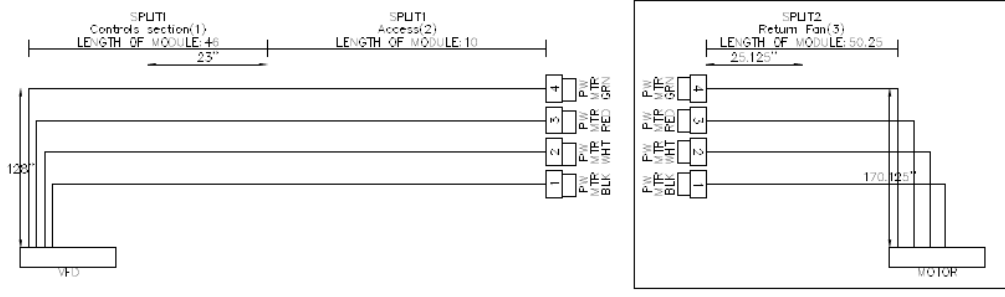 SPLIT1
Controls section(1)
LENGTH OF MODULE:46
23"
SPLIT1
Access(2)
LENGTH OF MODULE:10
SPLIT2
Return Fan(3)
LENGTH OF MODULE:50.25
25.125"
4
PW MTR GRN
3
PW MTR RED
2
PW MTR WHT
1
PW MTR BLK
PW MTR GRN
4
PW MTR RED
3
PW MTR WHT
2
PW MTR BLK
1
128"
170.125"
VFD
MOTOR